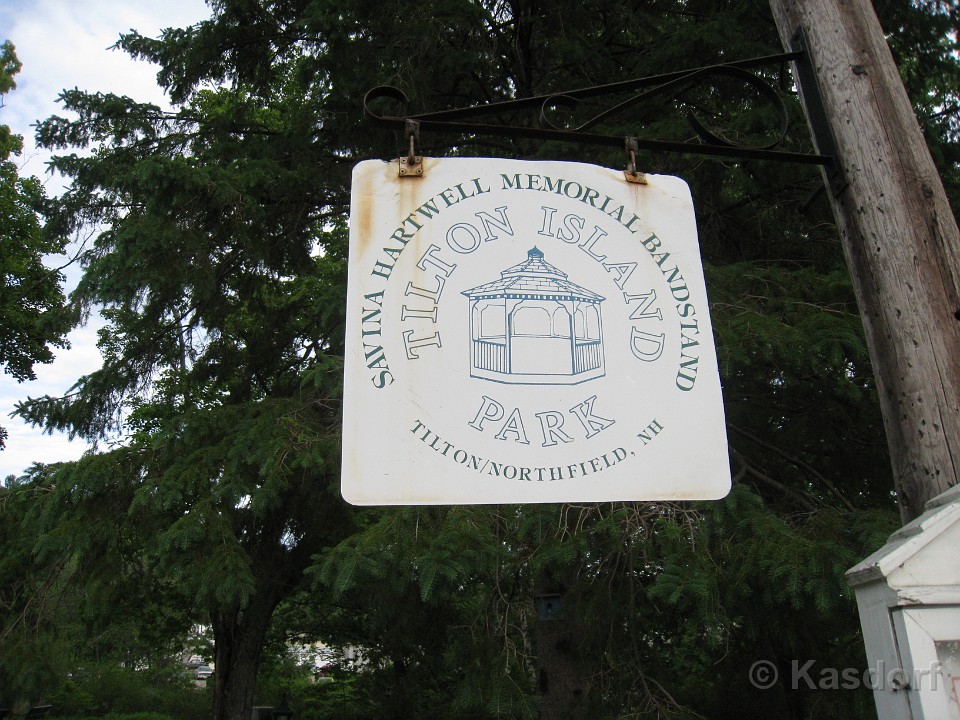 SAVINA HARTWELL MEMORIAL BANDSTAND
TILTON ISLAND
PARK
TILTON/NORTHFIELD, NH
© Kasdorf